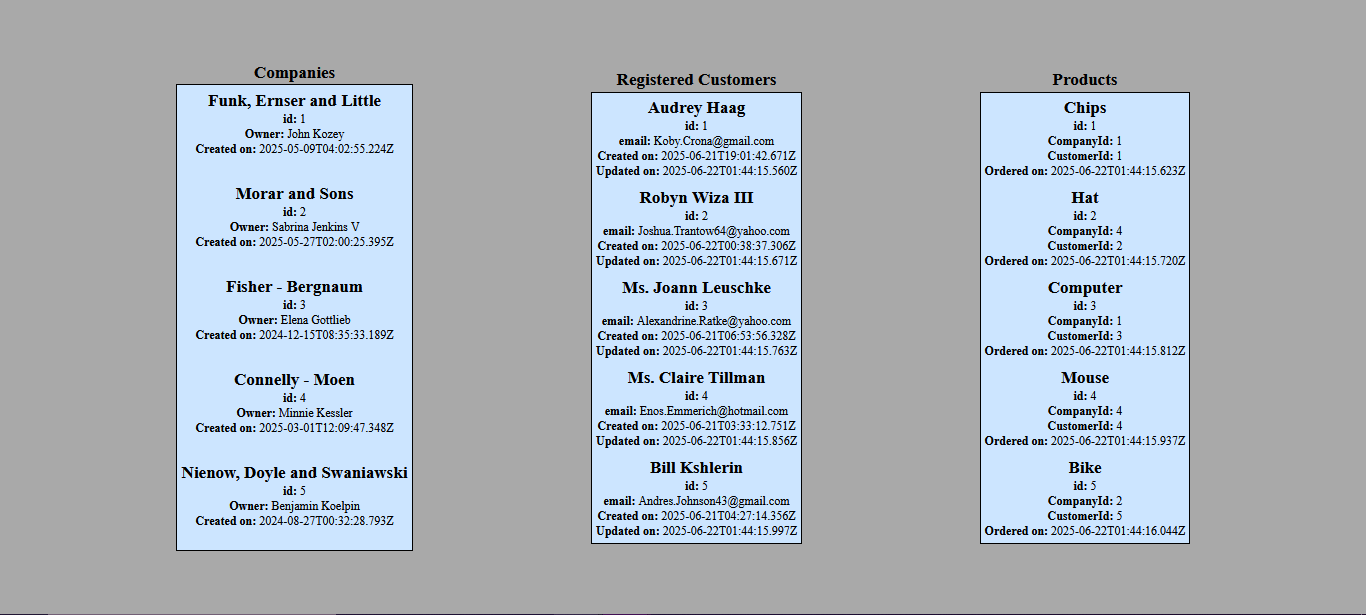 Companies
Funk, Ernser and Little
id: 1
Owner: John Kozey
Created on: 2025-05-09T04:02:55.224Z
Morar and Sons
id: 2
Owner: Sabrina Jenkins V
Created on: 2025-05-27T02:00:25.395Z
Fisher - Bergnaum
id: 3
Owner: Elena Gottlieb
Created on: 2024-12-15T08:35:33.189Z
Connelly - Moen
id: 4
Owner: Minnie Kessler
Created on: 2025-03-01T12:09:47.348Z
Nienow, Doyle and Swaniawski
id: 5
Owner: Benjamin Koelpin
Created on: 2024-08-27T00:32:28.793Z
Registered Customers
Audrey Haag
id: 1
email: Koby.Crona@gmail.com
Created on: 2025-06-21T19:01:42.671Z
Updated on: 2025-06-22T01:44:15.560Z
Robyn Wiza III
id: 2
email: Joshua.Trantow64@yahoo.com
Created on: 2025-06-22T00:38:37.306Z
Updated on: 2025-06-22T01:44:15.671Z
Ms. Joann Leuschke
id: 3
email: Alexandrine.Ratke@yahoo.com
Created on: 2025-06-21T06:53:56.328Z
Updated on: 2025-06-22T01:44:15.763Z
Ms. Claire Tillman
id: 4
email: Enos.Emmerich@hotmail.com
Created on: 2025-06-21T03:33:12.751Z
Updated on: 2025-06-22T01:44:15.856Z
Bill Kshlerin
id: 5
email: Andres.Johnson43@gmail.com
Created on: 2025-06-21T04:27:14.356Z
Updated on: 2025-06-22T01:44:15.997Z
Products
Chips
id: 1
CompanyId: 1
CustomerId: 1
Ordered on: 2025-06-22T01:44:15.623Z
Hat
id: 2
CompanyId: 4
CustomerId: 2
Ordered on: 2025-06-22T01:44:15.720Z
Computer
id: 3
CompanyId: 1
CustomerId: 3
Ordered on: 2025-06-22T01:44:15.812Z
Mouse
id: 4
CompanyId: 4
CustomerId: 4
Ordered on: 2025-06-22T01:44:15.937Z
Bike
id: 5
CompanyId: 2
CustomerId: 5
Ordered on: 2025-06-22T01:44:16.044Z